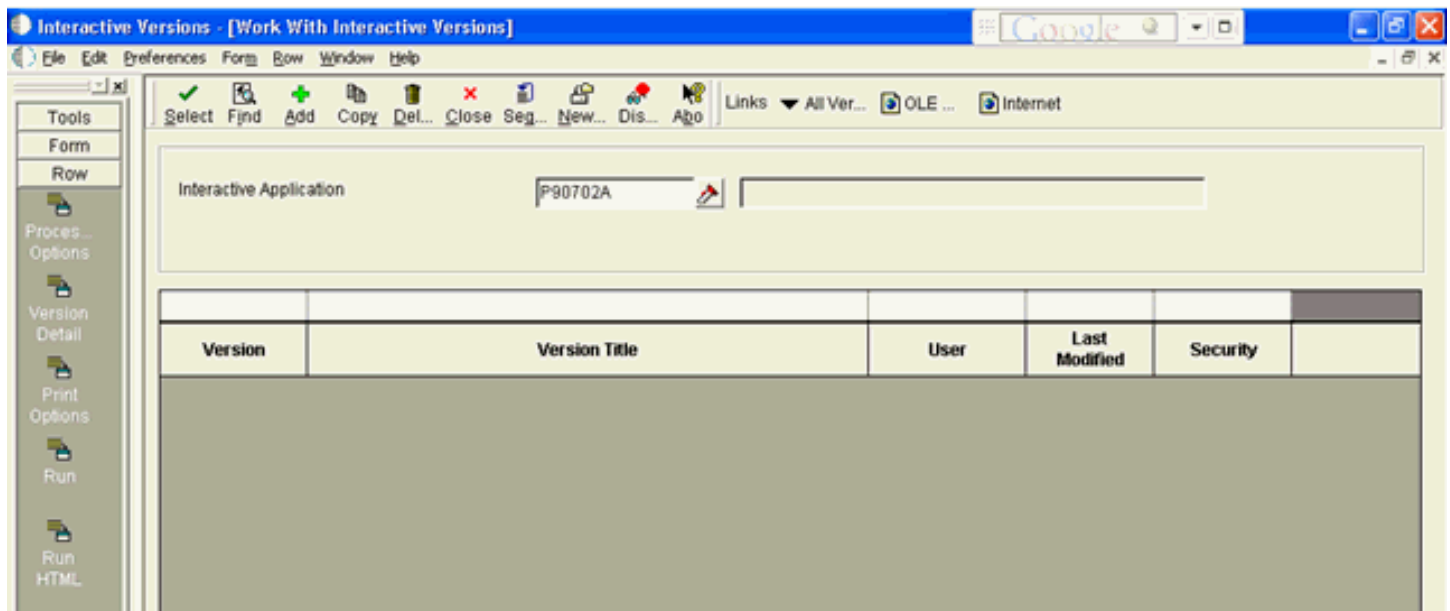 Interactive Versions - [Work With Interactive Versions]
Google
File Edit Preferences Form Row Window Help
Tools
Form
Row
Proces...
Options
Version
Detail
Print
Options
Run
Run
HTML
Select Find Add Copy Del... Close Seq... New... Dis... Abo
Links All Ver... OLE ... Internet
Interactive Application P90702A
Version Version Title User Last Modified Security